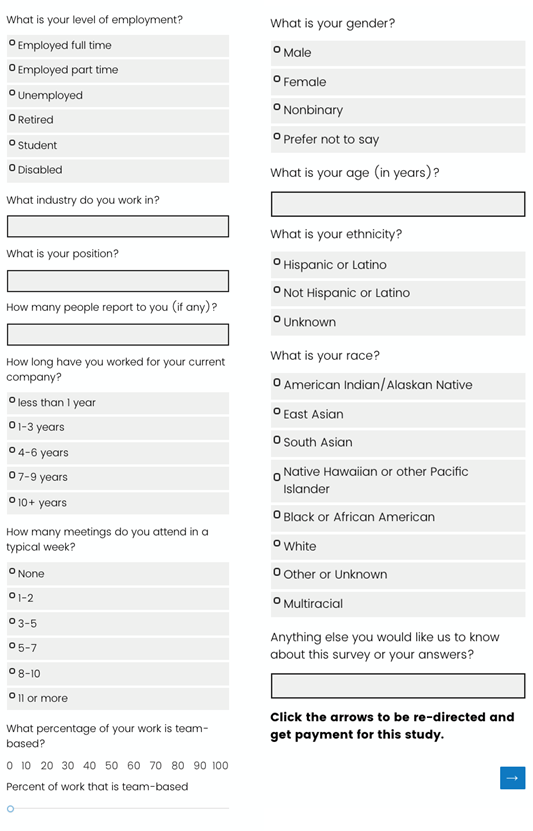 What is your level of employment?
Employed full time
Employed part time
Unemployed
Retired
Student
Disabled
What industry do you work in?
What is your position?
How many people report to you (if any)?
How long have you worked for your current
company?
less than 1 year
1-3 years
4-6 years
7-9 years
10+ years
How many meetings do you attend in a
typical week?
None
1-2
3-5
5-7
8-10
11 or more
What percentage of your work is team-
based?
0 10 20 30 40 50 60 70 80 90 100
Percent of work that is team-based
What is your gender?
Male
Female
Nonbinary
Prefer not to say
What is your age (in years)?
What is your ethnicity?
Hispanic or Latino
Not Hispanic or Latino
Unknown
What is your race?
American Indian/Alaskan Native
East Asian
South Asian
Native Hawaiian or other Pacific
Islander
Black or African American
White
Other or Unknown
Multiracial
Anything else you would like us to know
about this survey or your answers?
Click the arrows to be re-directed and
get payment for this study.
→